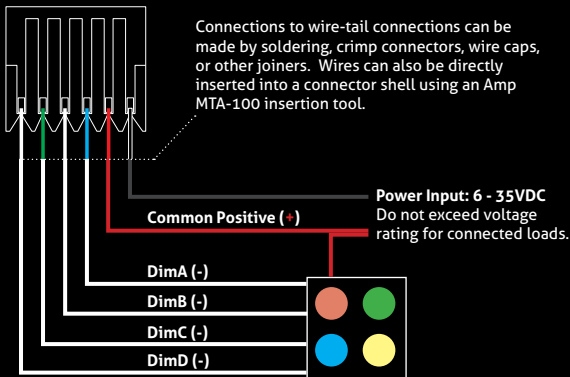 Connections to wire-tail connections can be
made by soldering, crimp connectors, wire caps,
or other joiners.  Wires can also be directly
inserted into a connector shell using an Amp
MTA-100 insertion tool.
Power Input: 6 - 35VDC
Do not exceed voltage
rating for connected loads.
Common Positive (+)
DimA (-)
DimB (-)
DimC (-)
DimD (-)